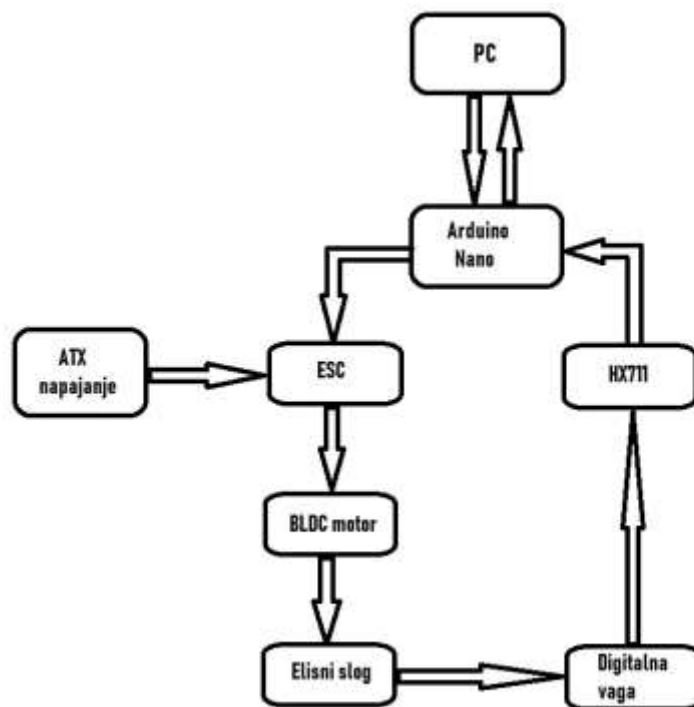 PC
Arduino
Nano
ATX
napajanje
ESC
HX711
BLDC motor
Elisni slog
Digitalna
vaga